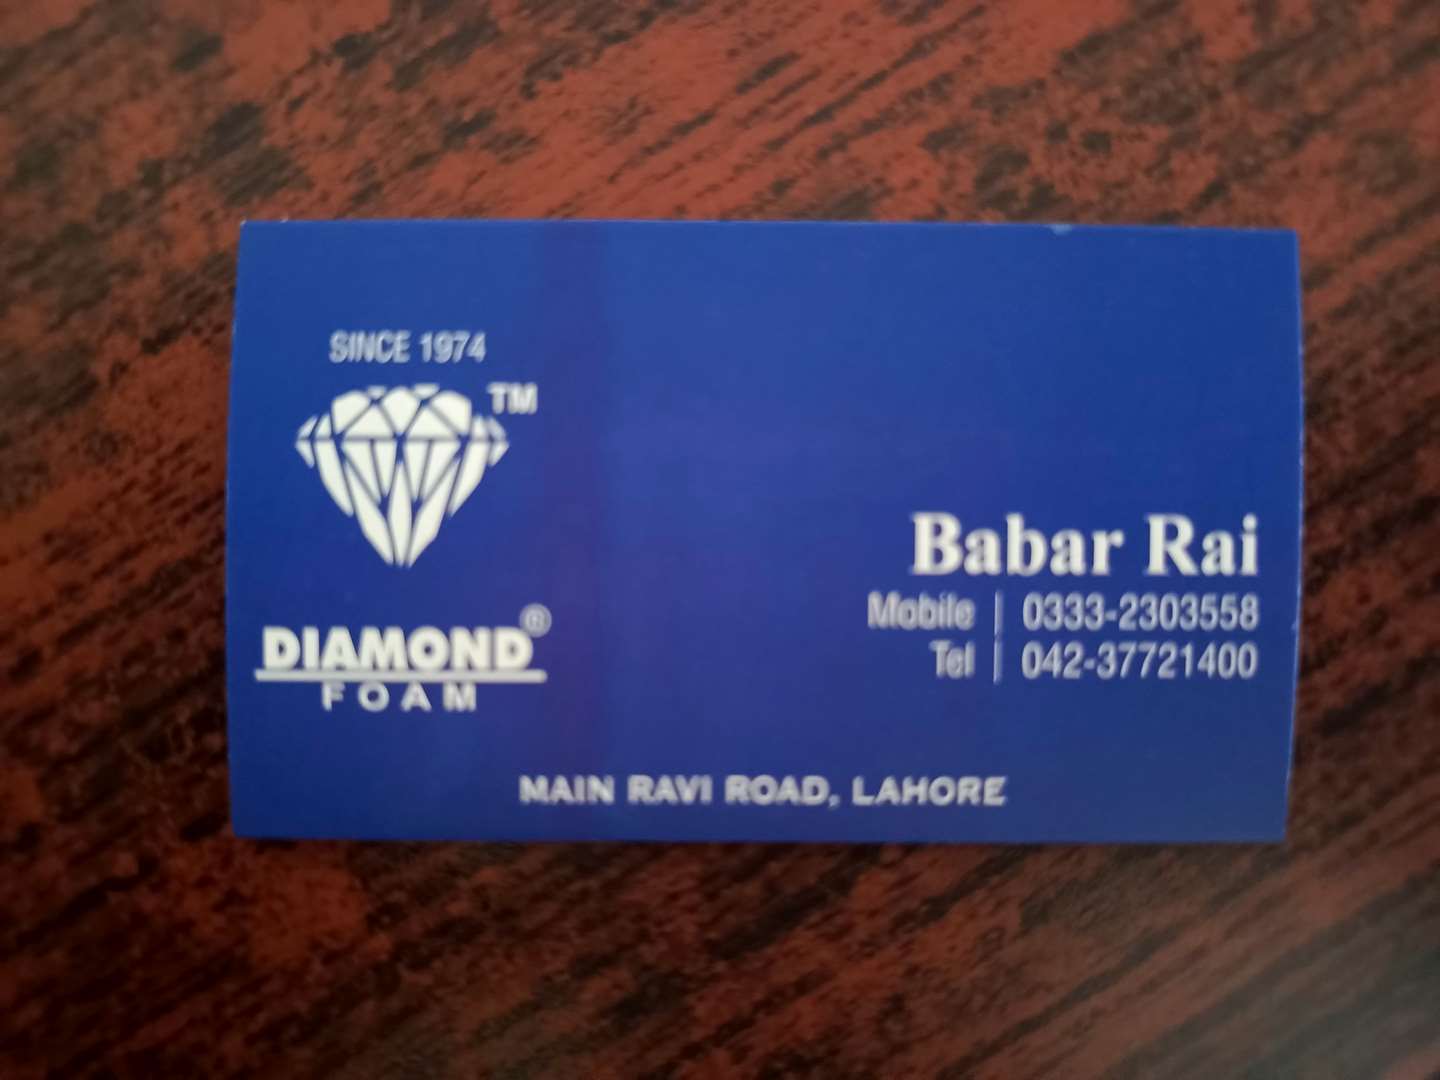 SINCE 1974
TM
DIAMOND®
FOAM
Babar Rai
Mobile | 0333-2303558
Tel | 042-37721400
MAIN RAVI ROAD, LAHORE